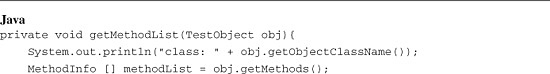 Java
private void getMethodList(TestObject obj){
    System.out.println("class: " + obj.getObjectClassName());
    MethodInfo [] methodList = obj.getMethods();